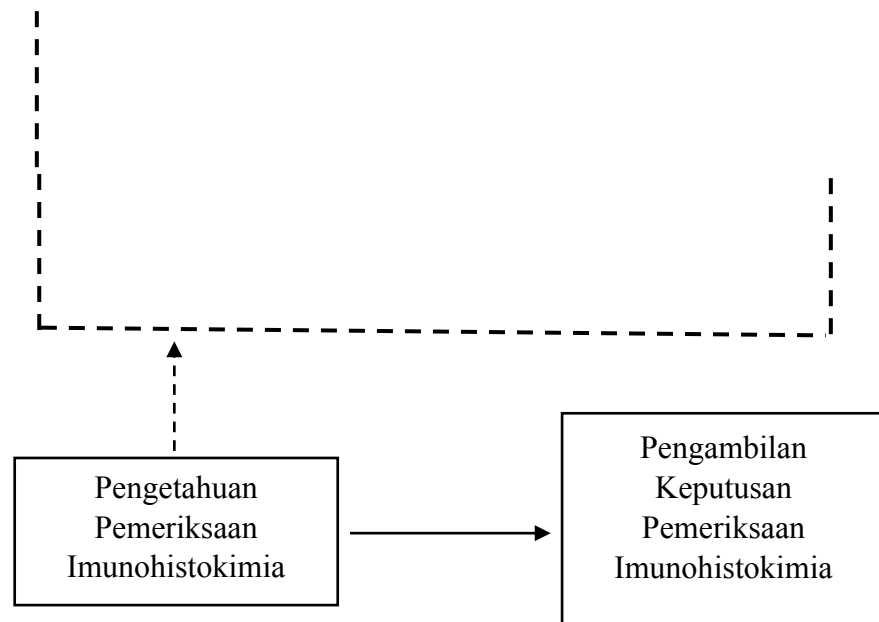 Pengetahuan
Pemeriksaan
Imunohistokimia
Pengambilan
Keputusan
Pemeriksaan
Imunohistokimia